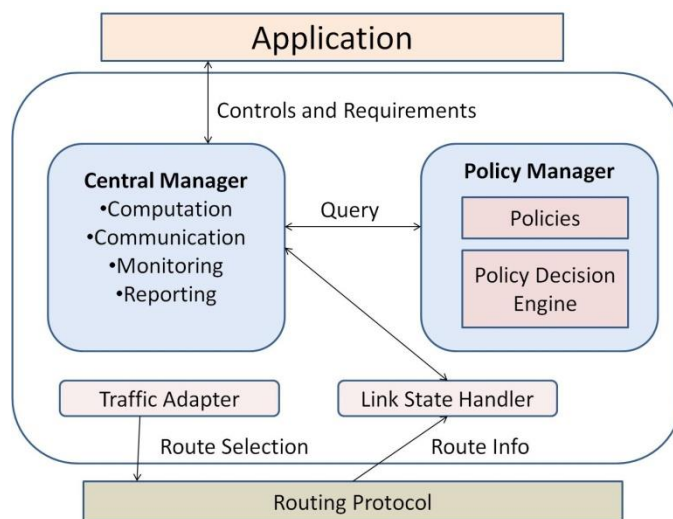 Application
Controls and Requirements
Central Manager
•Computation
•Communication
•Monitoring
•Reporting
Query
Policy Manager
Policies
Policy Decision
Engine
Traffic Adapter
Link State Handler
Route Selection
Route Info
Routing Protocol